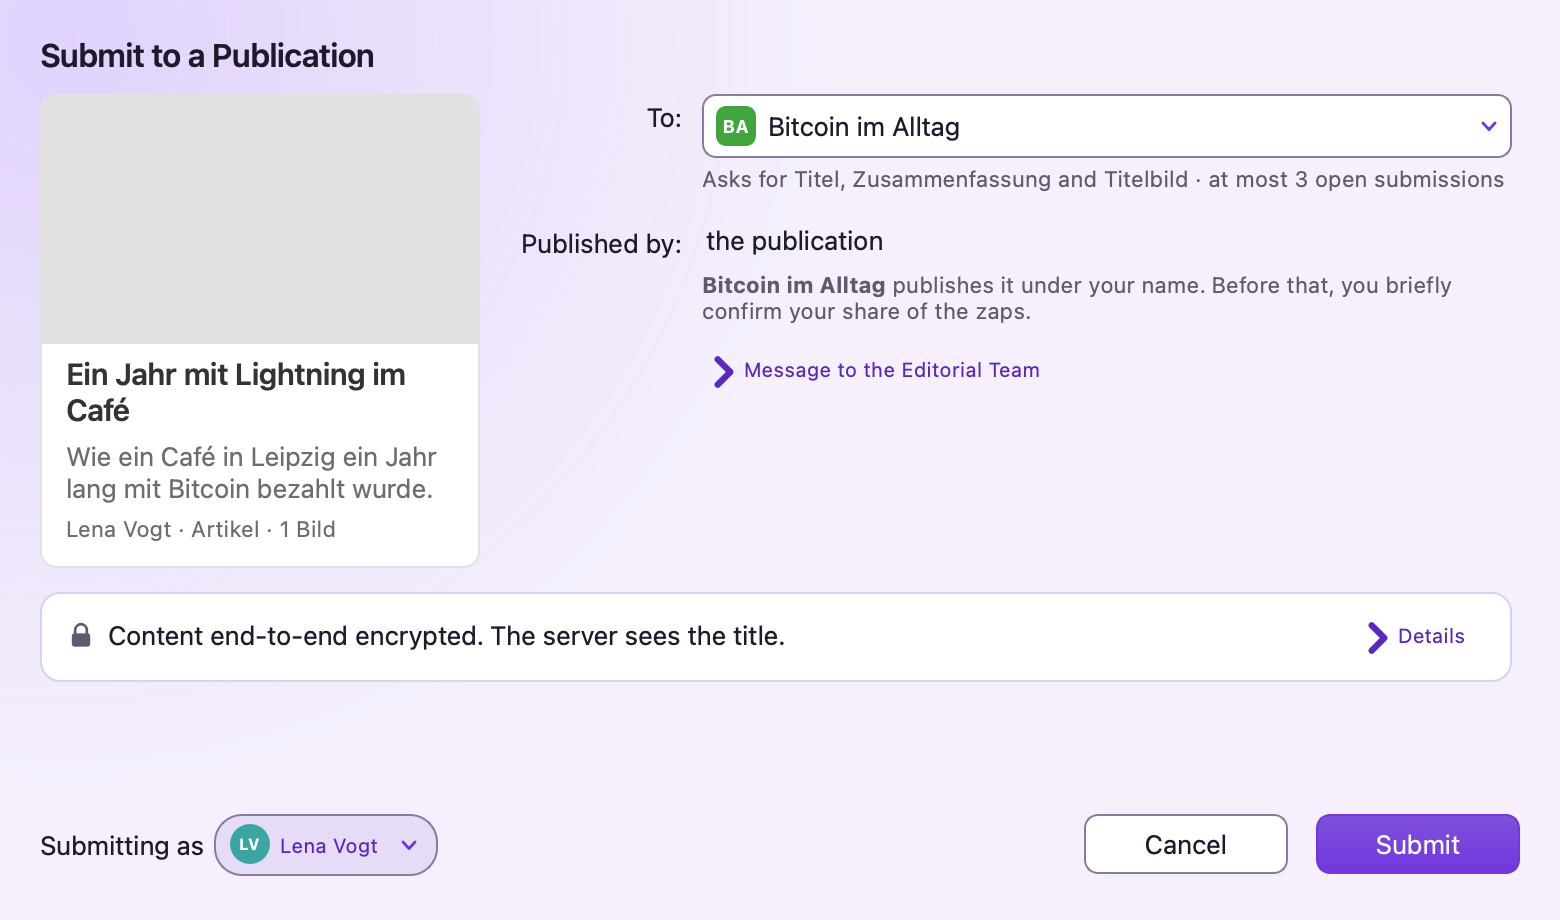 Submit to a Publication
To:
BA Bitcoin im Alltag
Asks for Titel, Zusammenfassung and Titelbild · at most 3 open submissions
Published by: the publication
Bitcoin im Alltag publishes it under your name. Before that, you briefly
confirm your share of the zaps.
Message to the Editorial Team
Ein Jahr mit Lightning im
Café
Wie ein Café in Leipzig ein Jahr
lang mit Bitcoin bezahlt wurde.
Lena Vogt · Artikel · 1 Bild
Content end-to-end encrypted. The server sees the title.
Details
Submitting as LV Lena Vogt
Cancel
Submit